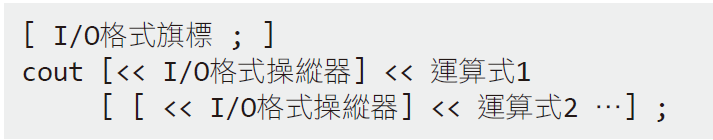 [ I/O格式旗標 ; ]
cout [<< I/O格式操縱器] << 運算式1
[ [ << I/O格式操縱器] << 運算式2 …] ;